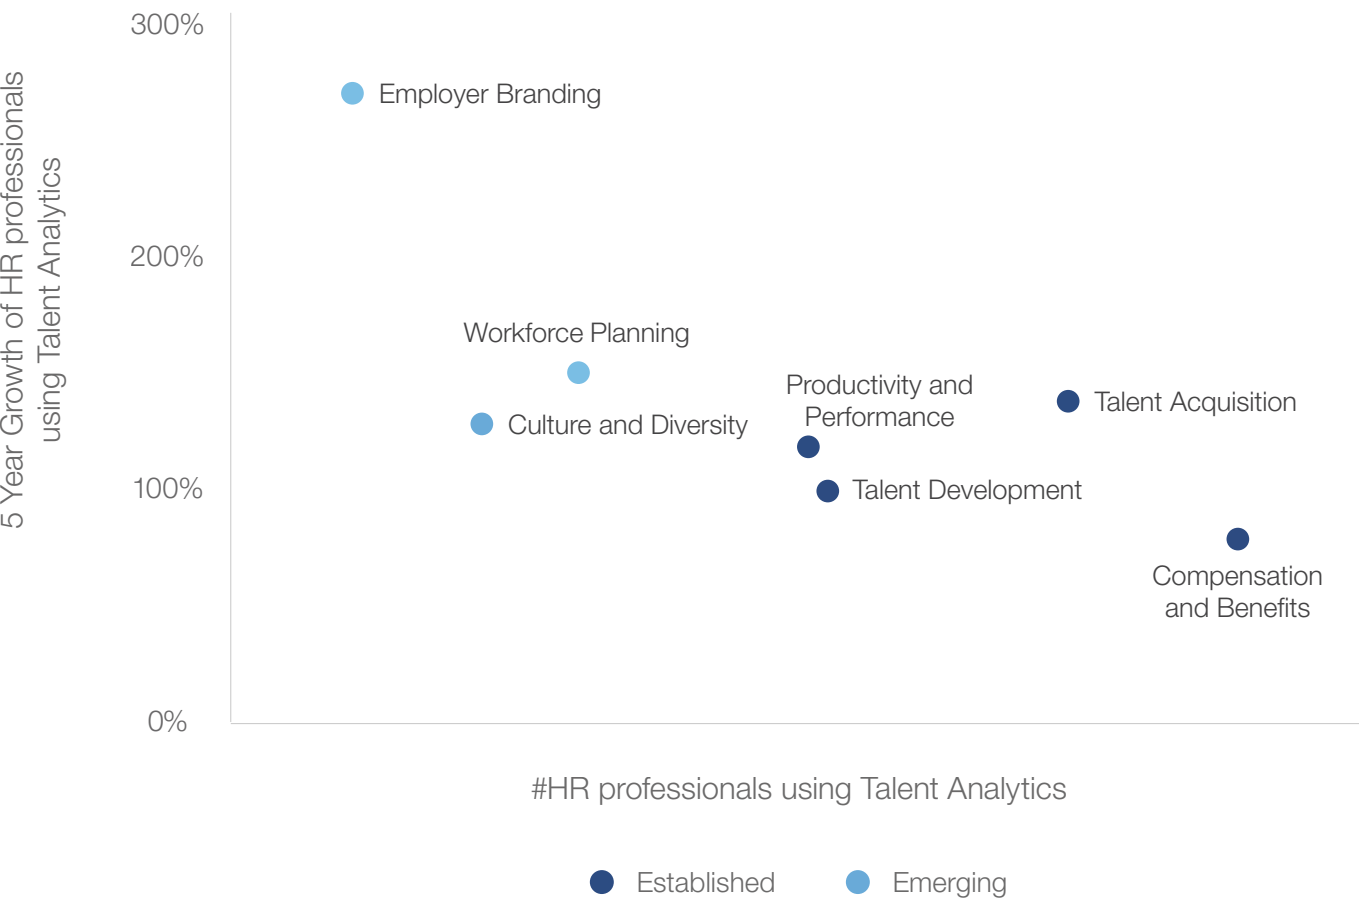 300%
Employer Branding
5 Year Growth of HR professionals
using Talent Analytics
200%
Workforce Planning
Productivity and
Performance
Talent Acquisition
Culture and Diversity
100%
Talent Development
Compensation
and Benefits
0%
#HR professionals using Talent Analytics
Established
Emerging